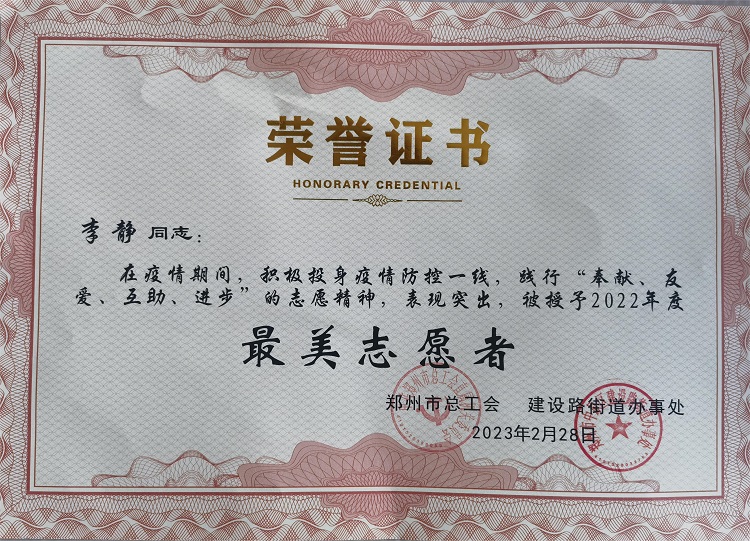 荣誉证书
HONORARY CREDENTIAL
李静 同志：
在疫情期间，积极投身疫情防控一线，践行“奉献、友
爱、互助、进步”的志愿精神，表现突出，被授予2022年度
最美志愿者
郑州市总工会 建设路街道办事处
2023年2月28日